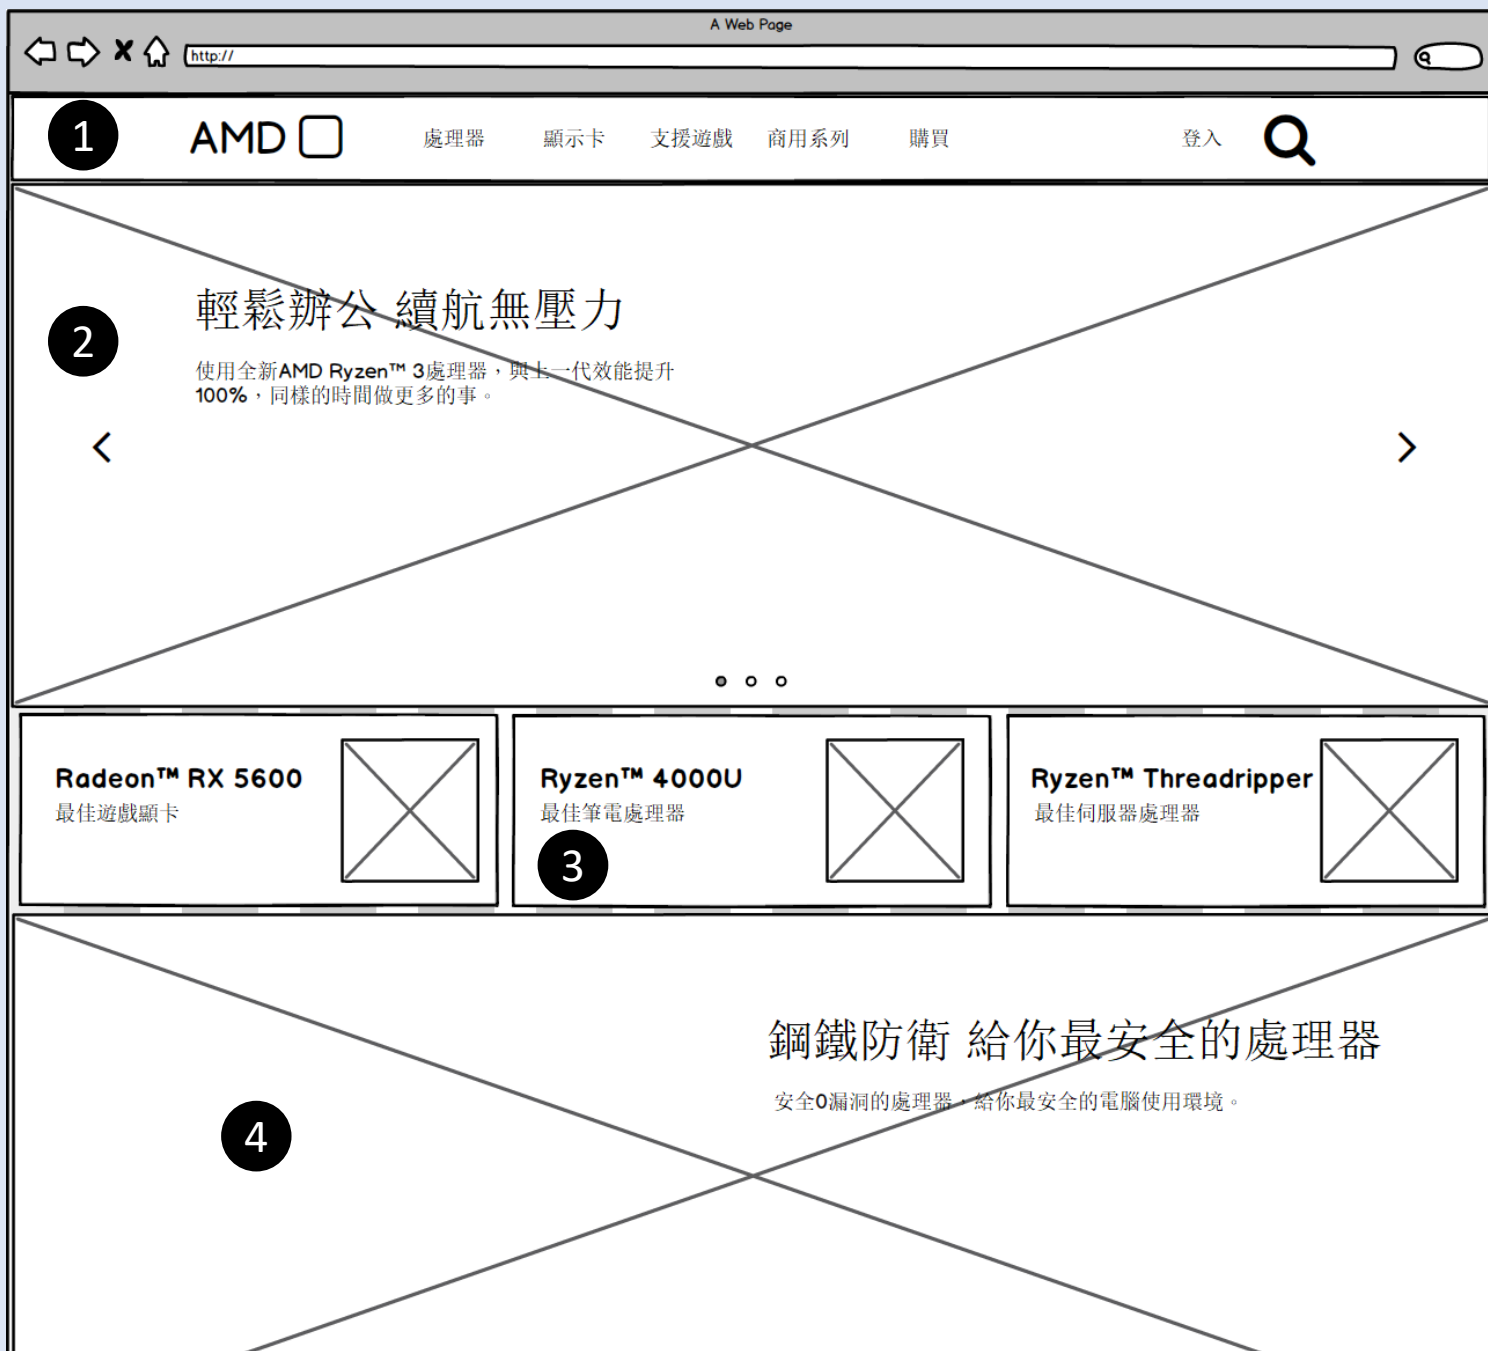 A Web Page
http://
1
AMD
處理器
顯示卡
支援遊戲
商用系列
購買
登入
2
輕鬆辦公 續航無壓力
使用全新AMD Ryzen™ 3處理器，與上一代效能提升
100%，同樣的時間做更多的事。
Radeon™ RX 5600
最佳遊戲顯卡
Ryzen™ 4000U
最佳筆電處理器
3
Ryzen™ Threadripper
最佳伺服器處理器
鋼鐵防衛 給你最安全的處理器
安全0漏洞的處理器，給你最安全的電腦使用環境。
4